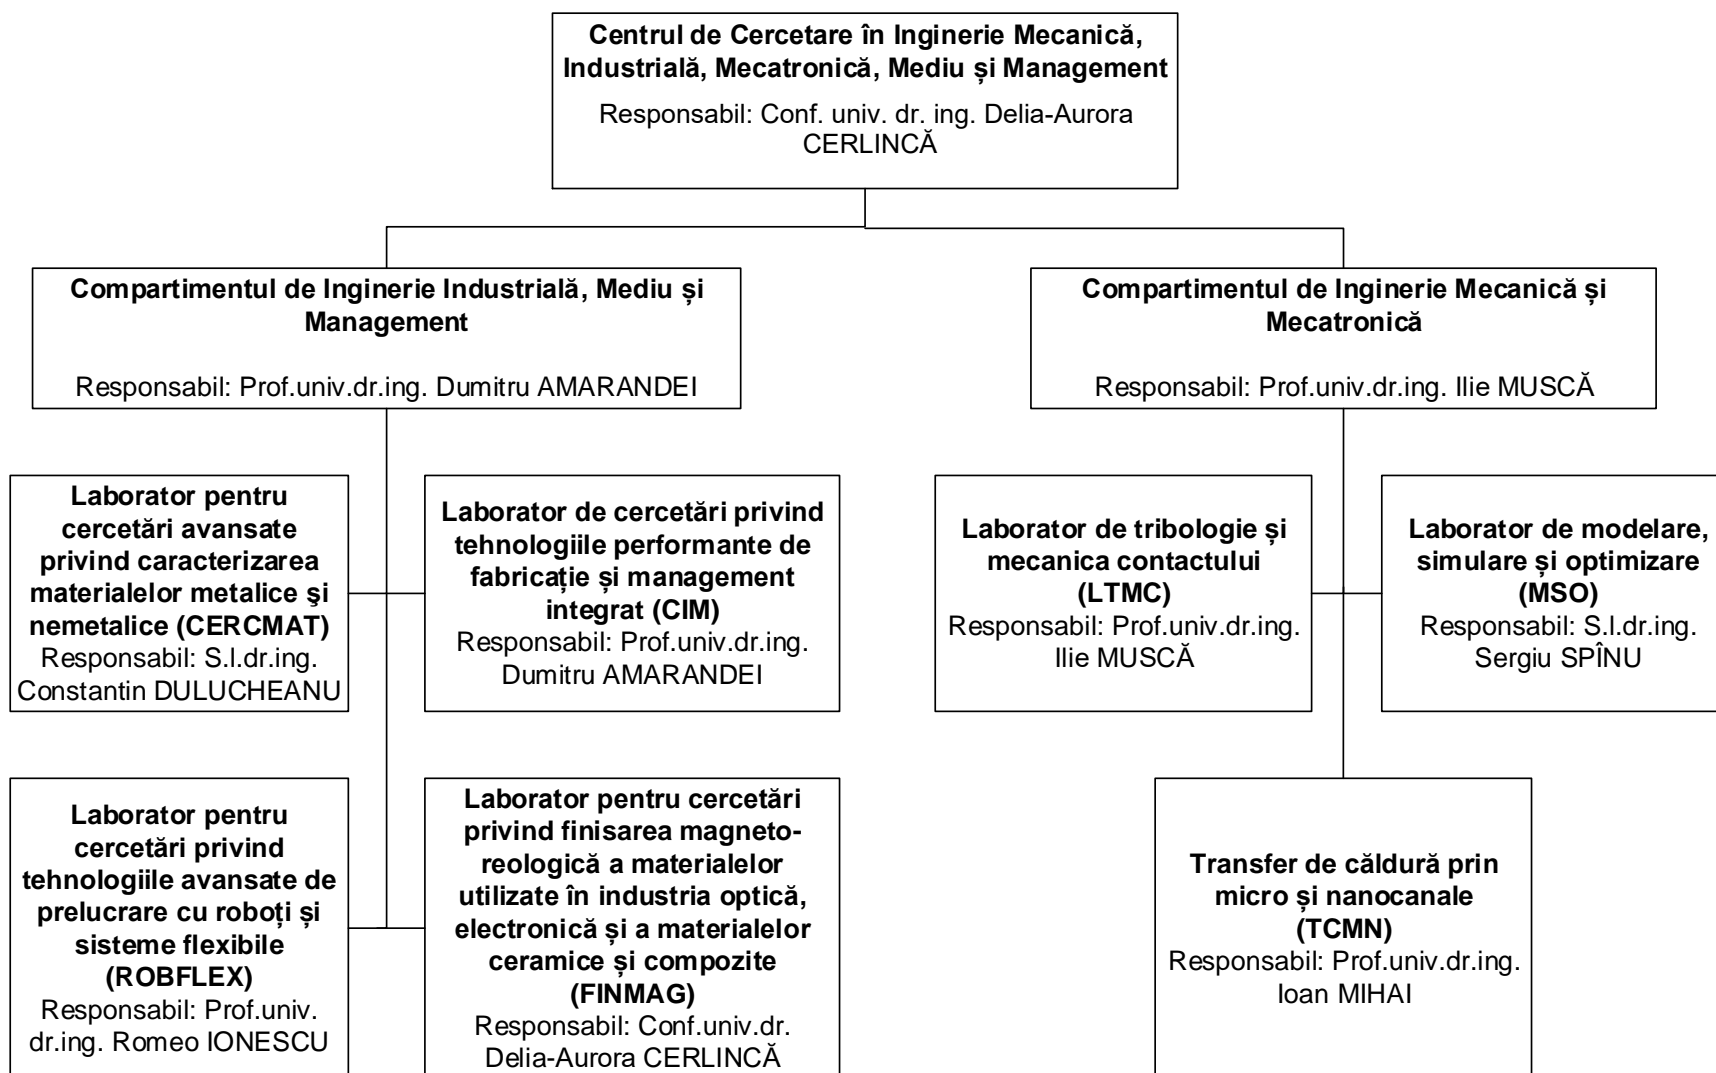 Centrul de Cercetare în Inginerie Mecanică,
Industrială, Mecatronică, Mediu și Management
Responsabil: Conf. univ. dr. ing. Delia-Aurora
CERLINCĂ
Compartimentul de Inginerie Industrială, Mediu și
Management
Responsabil: Prof.univ.dr.ing. Dumitru AMARANDEI
Compartimentul de Inginerie Mecanică și
Mecatronică
Responsabil: Prof.univ.dr.ing. Ilie MUSCĂ
Laborator pentru
cercetări avansate
privind caracterizarea
materialelor metalice şi
nemetalice (CERCMAT)
Responsabil: S.l.dr.ing.
Constantin DULUCHEANU
Laborator de cercetări privind
tehnologiile performante de
fabricație și management
integrat (CIM)
Responsabil: Prof.univ.dr.ing.
Dumitru AMARANDEI
Laborator de tribologie și
mecanica contactului
(LTMC)
Responsabil: Prof.univ.dr.ing.
Ilie MUSCĂ
Laborator de modelare,
simulare și optimizare
(MSO)
Responsabil: S.l.dr.ing.
Sergiu SPÎNU
Laborator pentru
cercetări privind
tehnologiile avansate de
prelucrare cu roboți și
sisteme flexibile
(ROBFLEX)
Responsabil: Prof.univ.
dr.ing. Romeo IONESCU
Laborator pentru cercetări
privind finisarea magneto-
reologică a materialelor
utilizate în industria optică,
electronică și a materialelor
ceramice și compozite
(FINMAG)
Responsabil: Conf.univ.dr.
Delia-Aurora CERLINCĂ
Transfer de căldură prin
micro și nanocanale
(TCMN)
Responsabil: Prof.univ.dr.ing.
Ioan MIHAI